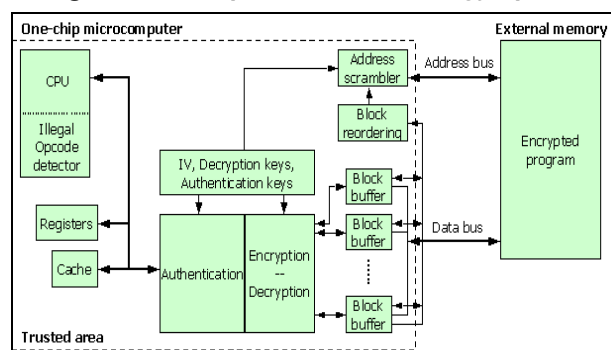 One-chip microcomputer
External memory
CPU
Illegal
Opcode
detector
Address
scrambler
Address bus
Block
reordering
Encrypted
program
IV, Decryption keys,
Authentication keys
Block
buffer
Registers
Block
buffer
Data bus
Cache
Authentication
Encryption
--
Decryption
Block
buffer
Trusted area